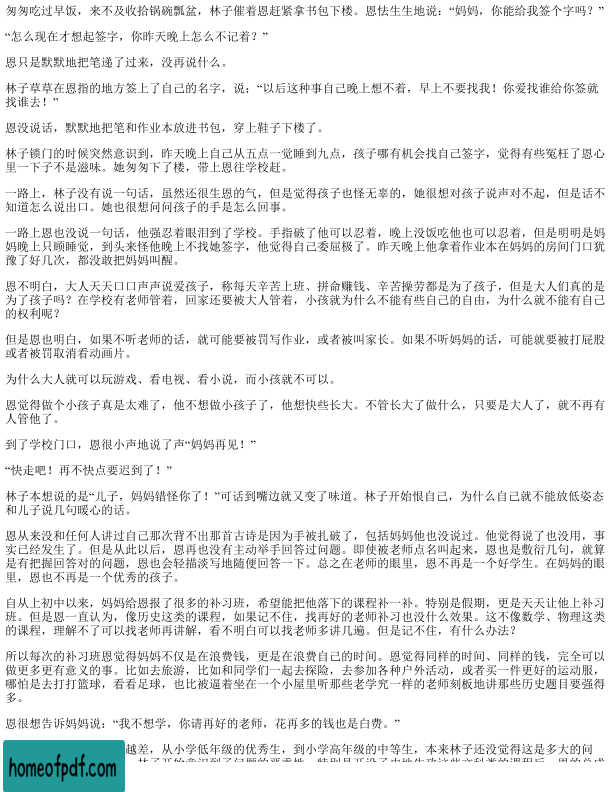 匆匆吃过早饭，来不及收拾锅碗瓢盆，林子催着恩赶紧拿书包下楼。恩怯生生地说：“妈妈，你能给我签个字吗？”
“怎么现在才想起签字，你昨天晚上怎么不记着？”
恩只是默默地把笔递了过来，没再说什么。
林子草草在恩指的地方签上了自己的名字，说：“以后这种事自己晚上想不着，早上不要找我！你爱找谁给你签就
找谁去！”
恩没说话，默默地把笔和作业本放进书包，穿上鞋子下楼了。
林子锁门的时候突然意识到，昨天晚上自己从五点一觉睡到九点，孩子哪有机会找自己签字，觉得有些冤枉了恩心
里一下子不是滋味。她匆匆下了楼，带上恩往学校赶。
一路上，林子没有说一句话，虽然还很生恩的气，但是觉得孩子也怪无辜的，她很想对孩子说声对不起，但是话不
知道怎么说出口。她也很想问问孩子的手是怎么回事。
一路上恩也没说一句话，他强忍着眼泪到了学校。手指破了他可以忍着，晚上没饭吃他也可以忍着，但是明明是妈
妈晚上只顾睡觉，到头来怪他晚上不找她签字，他觉得自己委屈极了。昨天晚上他拿着作业本在妈妈的房间门口犹
豫了好几次，都没敢把妈妈叫醒。
恩不明白，大人天天口口声声说爱孩子，称每天辛苦上班、拼命赚钱、辛苦操劳都是为了孩子，但是大人们真的是
为了孩子吗？在学校有老师管着，回家还要被大人管着，小孩就为什么不能有些自己的自由，为什么就不能有自己
的权利呢？
但是恩也明白，如果不听老师的话，就可能要被罚写作业，或者被叫家长。如果不听妈妈的话，可能就要被打屁股
或者被罚取消看动画片。
为什么大人就可以玩游戏、看电视、看小说，而小孩就不可以。
恩觉得做个小孩子真是太难了，他不想做小孩子了，他想快些长大。不管长大了做什么，只要是大人了，就不再有
人管他了。
到了学校门口，恩很小声地说了声“妈妈再见！”
“快走吧！再不快点要迟到了！”
林子本想说的是“儿子，妈妈错怪你了！”可话到嘴边就又变了味道。林子开始恨自己，为什么自己就不能放低姿态
和儿子说几句暖心的话。
恩从来没和任何人讲过自己那次背不出那首古诗是因为手被扎破了，包括妈妈他也没说过。他觉得说了也没用，事
实已经发生了。但是从此以后，恩再也没有主动举手回答过问题。即使被老师点名叫起来，恩也是敷衍几句，就算
是有把握回答对的问题，恩也会轻描淡写地随便回答一下。总之在老师的眼里，恩不再是一个好学生。在妈妈的眼
里，恩也不再是一个优秀的孩子。
自从上初中以来，妈妈给恩报了很多的补习班，希望能把他落下的课程补一补。特别是假期，更是天天让他上补习
班。但是恩一直认为，像历史这类的课程，如果记不住，找再好的老师补习也没什么效果。这不像数学、物理这类
的课程，理解不了可以找老师再讲解，看不明白可以找老师多讲几遍。但是记不住，有什么办法？
所以每次的补习班恩觉得妈妈不仅是在浪费钱，更是在浪费自己的时间。恩觉得同样的时间、同样的钱，完全可以
做更多更有意义的事。比如去旅游，比如和同学们一起去探险，去参加各种户外活动，或者买一件更好的运动服，
哪怕是去打打篮球，看看足球，也比被逼着坐在一个小屋里听那些老学究一样的老师刻板地讲那些历史题目要强得
多。
恩很想告诉妈妈说：“我不想学，你请再好的老师，花再多的钱也是白费。”
越差，从小学低年级的优秀生，到小学高年级的中等生，本来林子还没觉得这是多大的问
homeofpdf.com